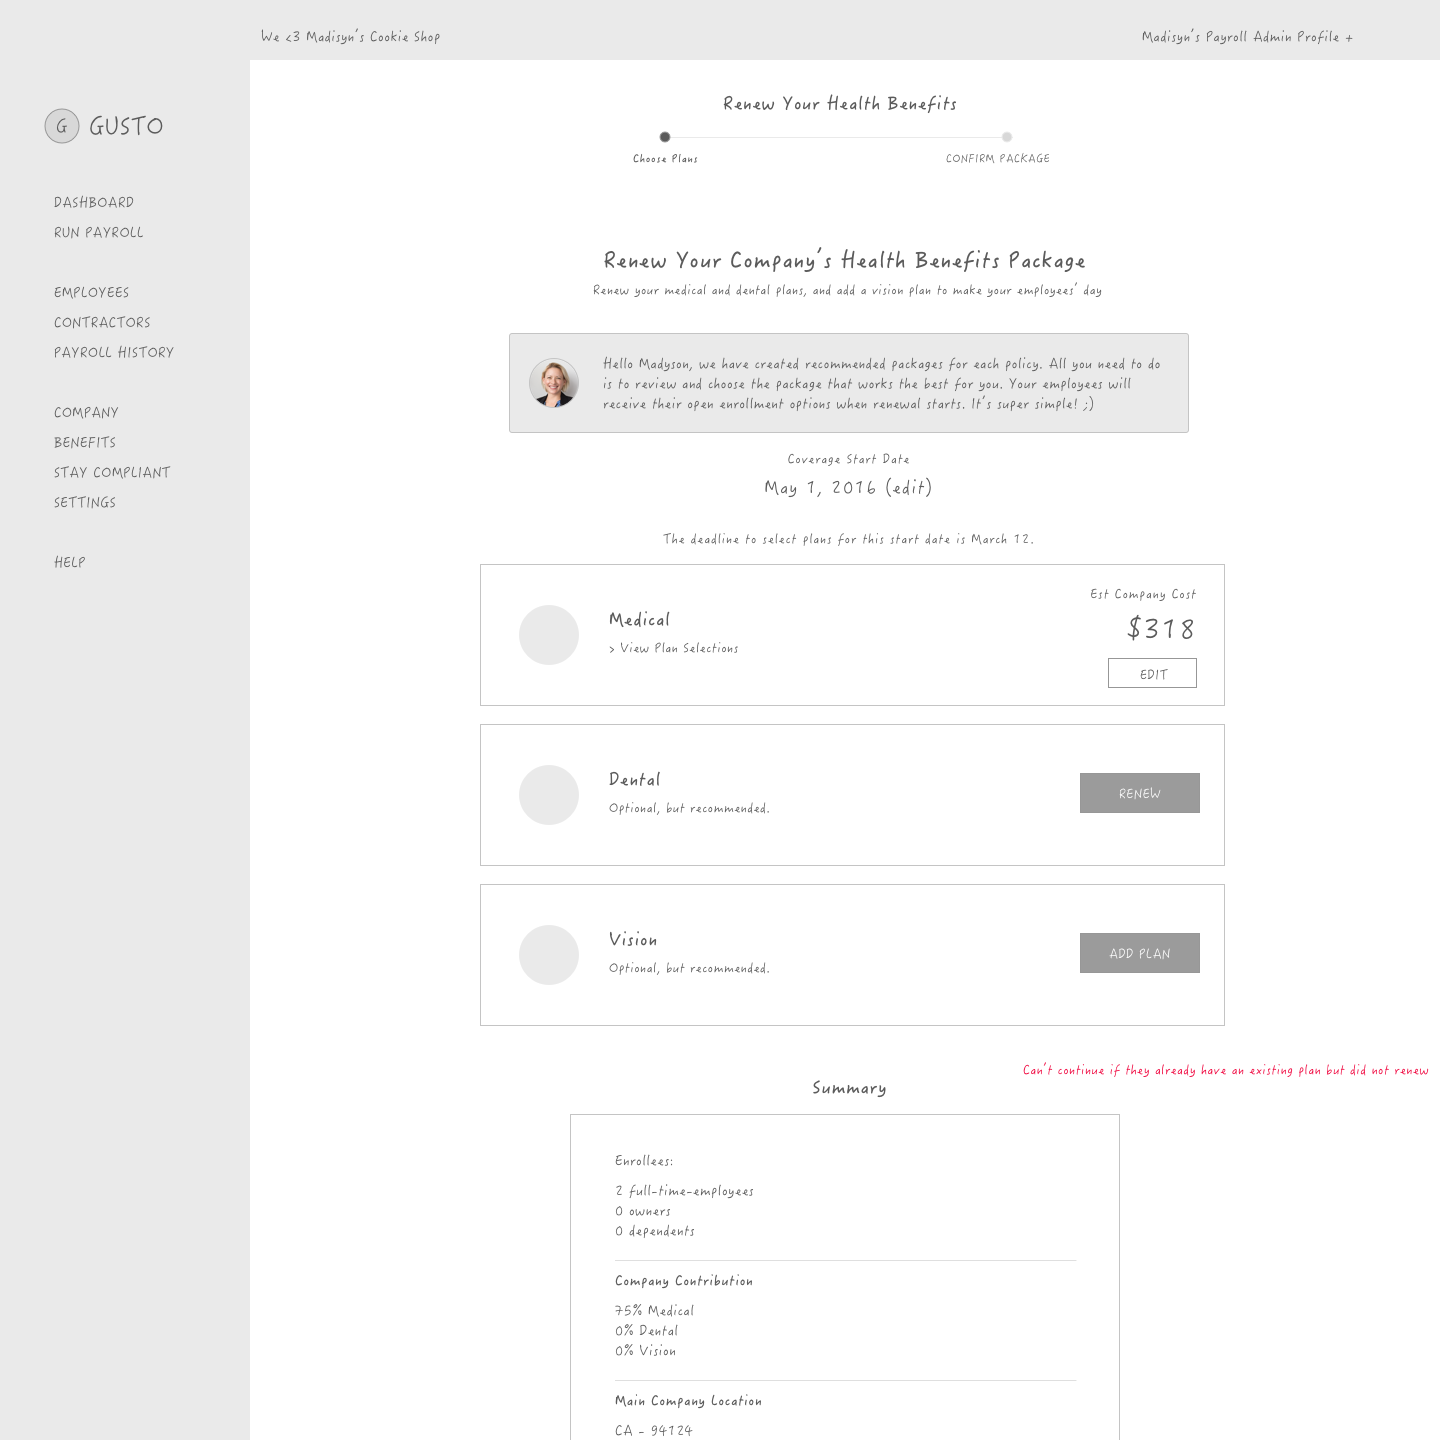 We <3 Madisyn's Cookie Shop
Madisyn's Payroll Admin Profile +
G GUSTO
DASHBOARD
RUN PAYROLL
EMPLOYEES
CONTRACTORS
PAYROLL HISTORY
COMPANY
BENEFITS
STAY COMPLIANT
SETTINGS
HELP
Renew Your Health Benefits
Choose Plans
CONFIRM PACKAGE
Renew Your Company's Health Benefits Package
Renew your medical and dental plans, and add a vision plan to make your employees' day
Hello Madyson, we have created recommended packages for each policy. All you need to do
is to review and choose the package that works the best for you. Your employees will
receive their open enrollment options when renewal starts. It's super simple! ;)
Coverage Start Date
May 1, 2016 (edit)
The deadline to select plans for this start date is March 12.
Medical
> View Plan Selections
Est Company Cost
$318
EDIT
Dental
Optional, but recommended.
RENEW
Vision
Optional, but recommended.
ADD PLAN
Can't continue if they already have an existing plan but did not renew
Summary
Enrollees:
2 full-time-employees
0 owners
0 dependents
Company Contribution
75% Medical
0% Dental
0% Vision
Main Company Location
CA - 94124